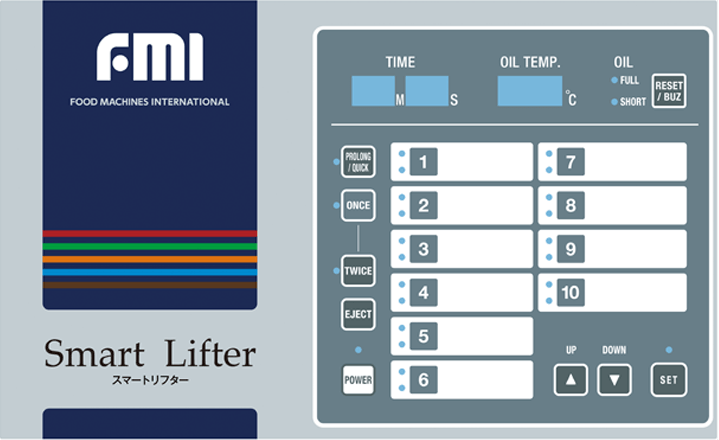 FMI
FOOD MACHINES INTERNATIONAL
Smart Lifter
スマートリフター
TIME
M
S
OIL TEMP.
°C
OIL
FULL
SHORT
RESET
/ BUZ
PROLONG
/ QUICK
ONCE
TWICE
EJECT
POWER
1
2
3
4
5
6
7
8
9
10
UP
DOWN
▲
▼
SET